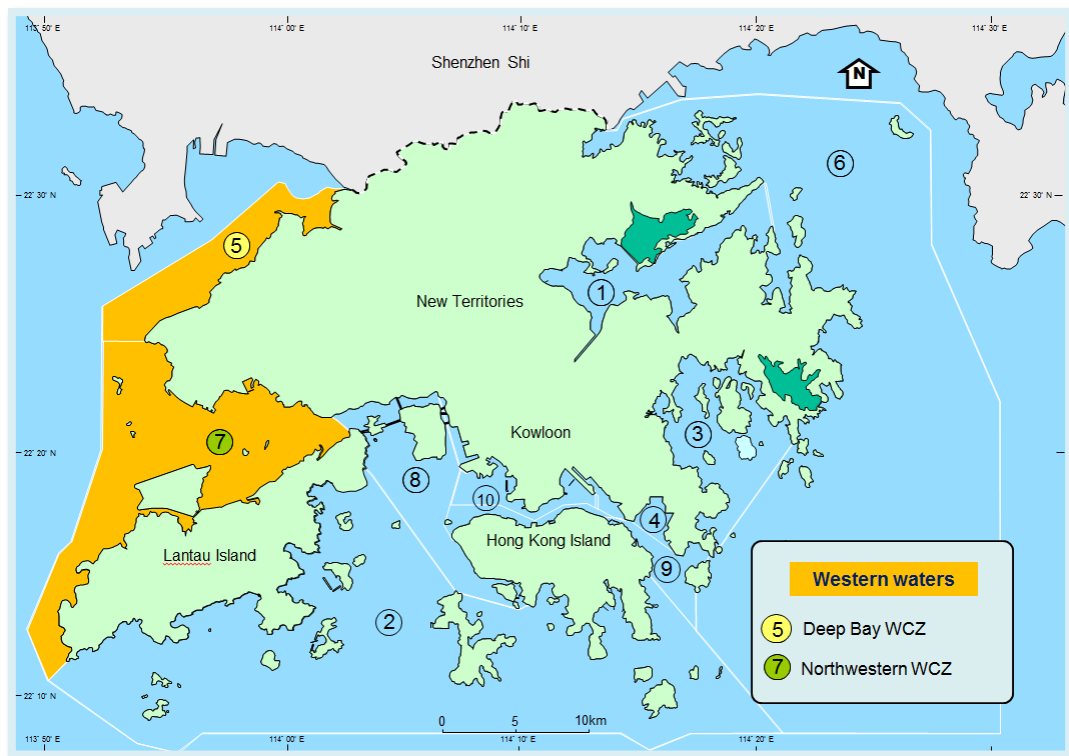 113° 50' E
114° 00' E
114° 10' E
114° 20' E
114° 30' E
Shenzhen Shi
N
6
22° 30' N
22° 30' N
5
1
New Territories
3
Kowloon
7
22° 20' N
8
10
4
Hong Kong Island
Lantau Island
9
Western waters
2
5 Deep Bay WCZ
7 Northwestern WCZ
22° 10' N
0 5 10km
113° 50' E
114° 00' E
114° 10' E
114° 20' E